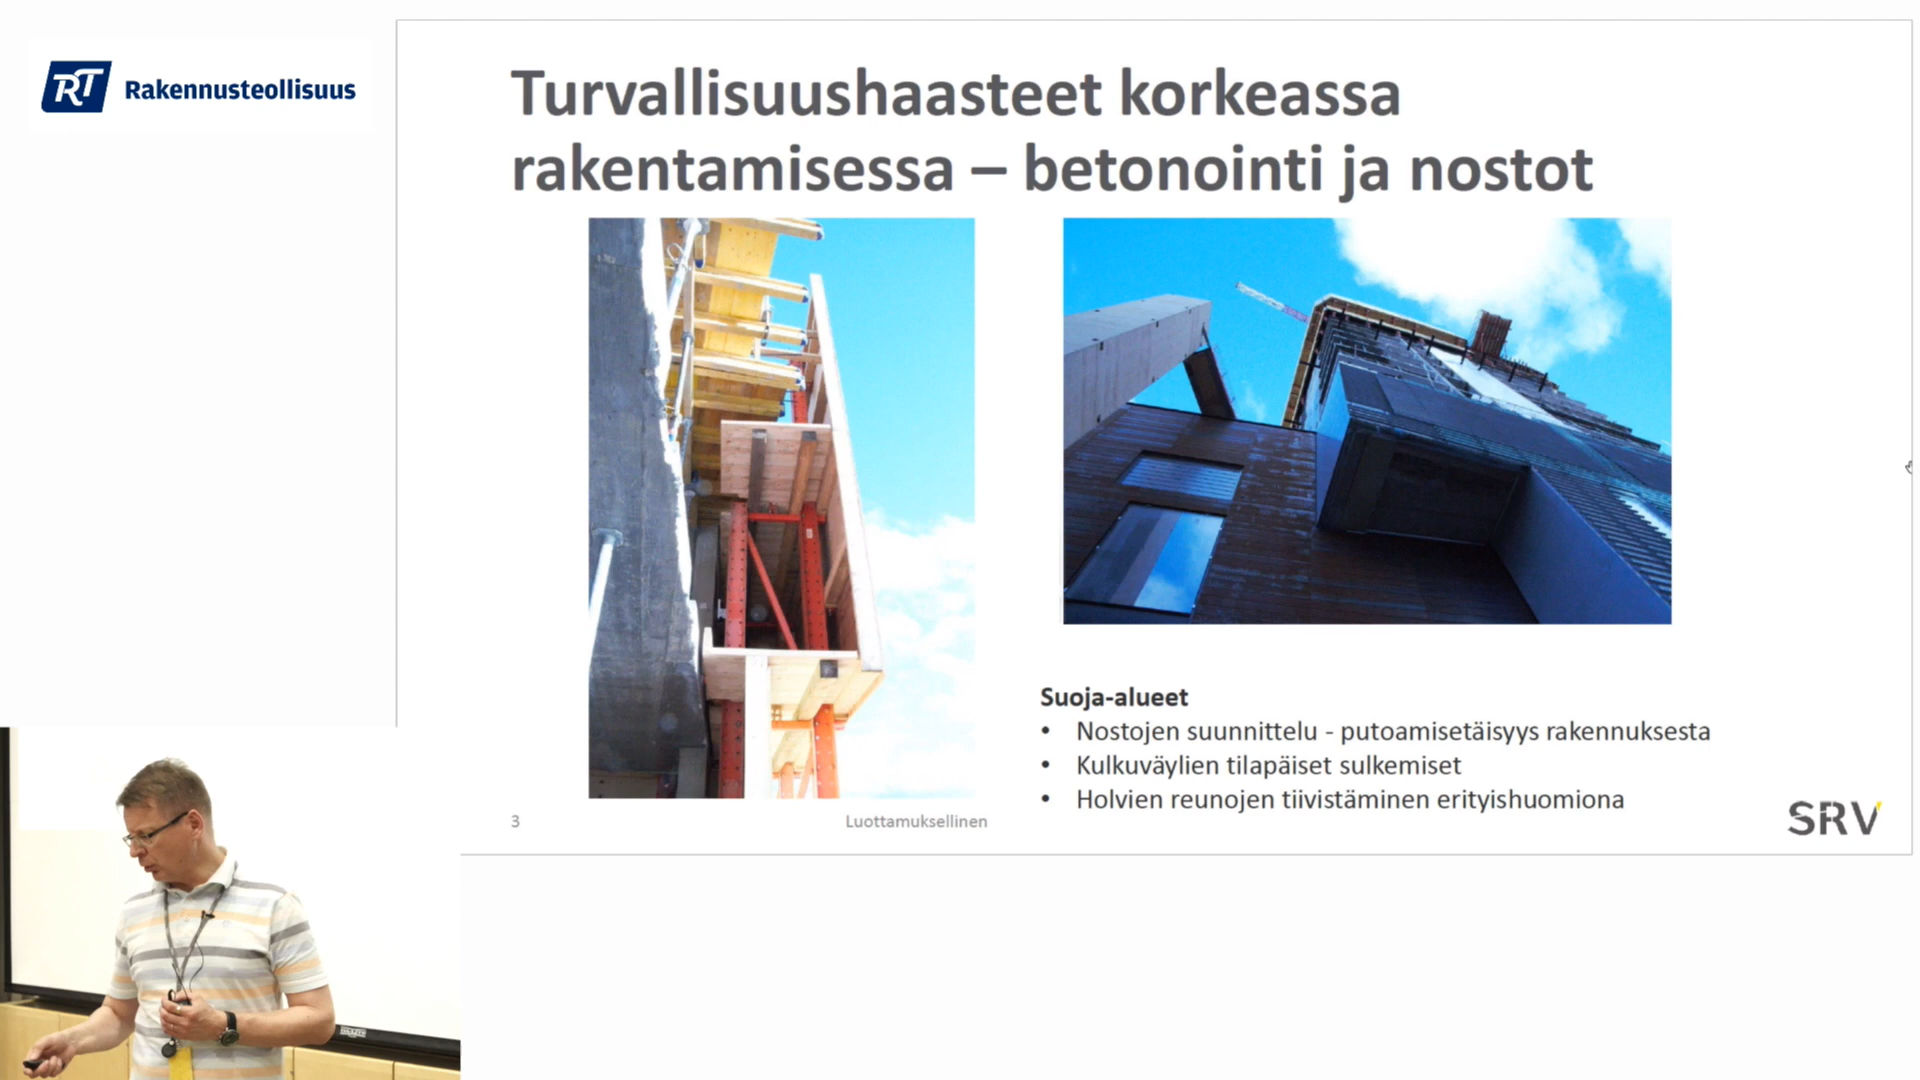 RT Rakennusteollisuus
Turvallisuushaasteet korkeassa
rakentamisessa – betonointi ja nostot
Suoja-alueet
• Nostojen suunnittelu - putoamisetäisyys rakennuksesta
• Kulkuväylien tilapäiset sulkemiset
• Holvien reunojen tiivistäminen erityishuomiona
3
Luottamuksellinen
SRV